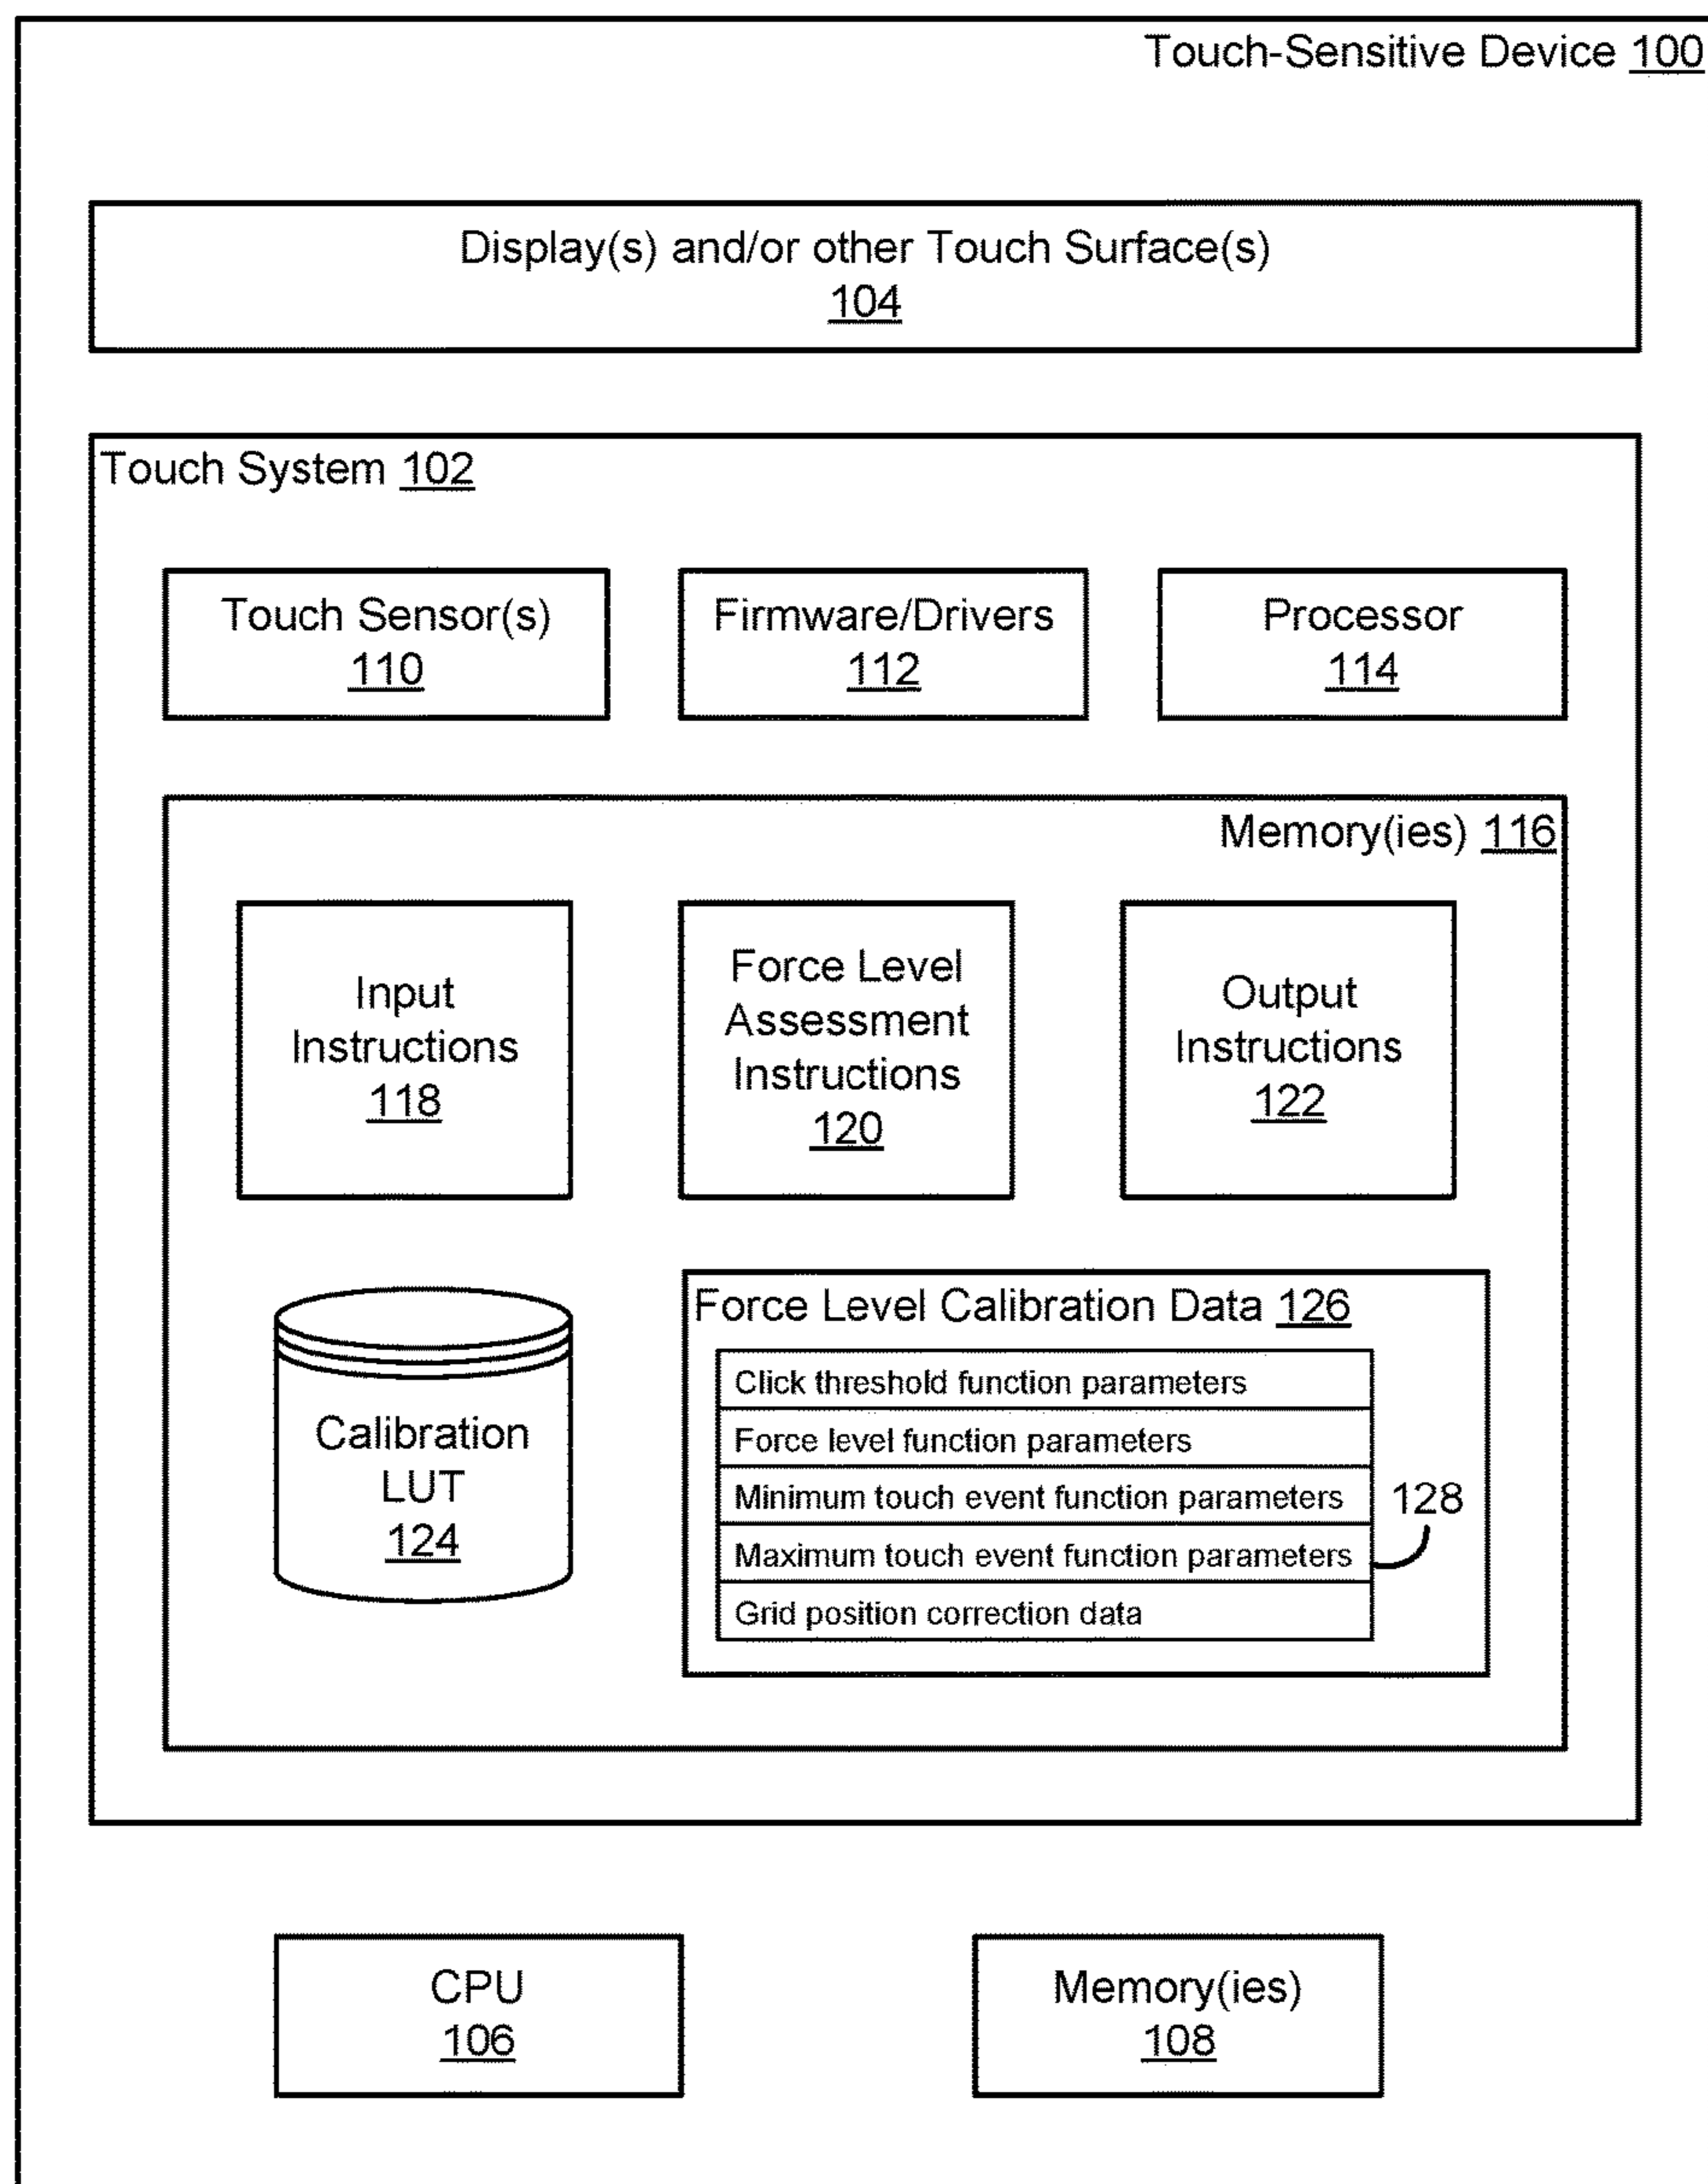 Touch-Sensitive Device 100
Display(s) and/or other Touch Surface(s)
104
Touch System 102
Touch Sensor(s)
110
Firmware/Drivers
112
Processor
114
Memory(ies) 116
Input
Instructions
118
Force Level
Assessment
Instructions
120
Output
Instructions
122
Calibration
LUT
124
Force Level Calibration Data 126
Click threshold function parameters
Force level function parameters
Minimum touch event function parameters
Maximum touch event function parameters
Grid position correction data
128
CPU
106
Memory(ies)
108